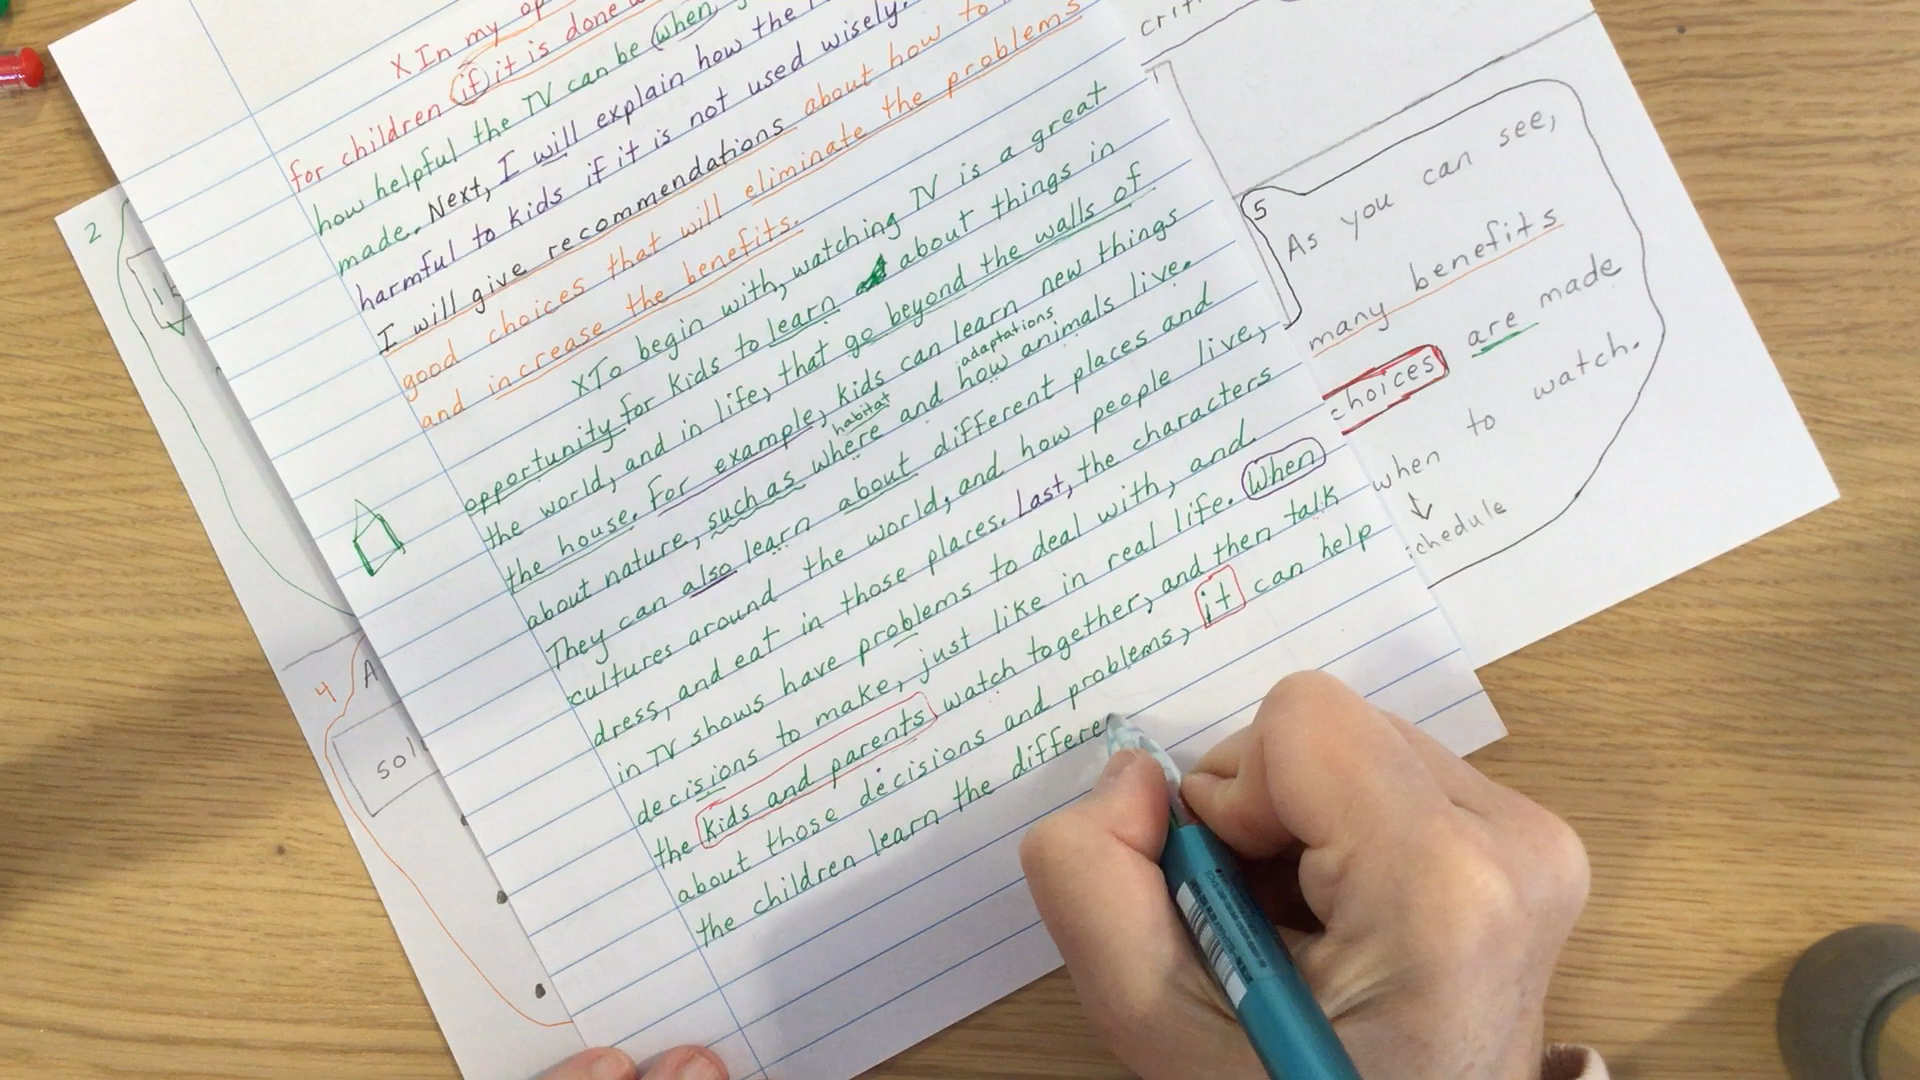 X In my op
for children if it is done
how helpful the TV can be when
made. Next, I will explain how the
harmful to kids if it is not used wisely.
I will give recommendations about how to
good choices that will eliminate the problems
and increase the benefits.
X To begin with, watching TV is a great
opportunity for kids to learn about things in
the world, and in life, that go beyond the walls of
the house. For example, kids can learn new things
habitat adaptations
about nature, such as where and how animals live.
They can also learn about different places and
cultures around the world, and how people live,
dress, and eat in those places. Last, the characters
in TV shows have problems to deal with, and
decisions to make, just like in real life. When
the kids and parents watch together, and then talk
about those decisions and problems, it can help
the children learn the differe
2
4
A
sol
crit
5
As you can see,
many benefits
choices are made
when to watch.
schedule